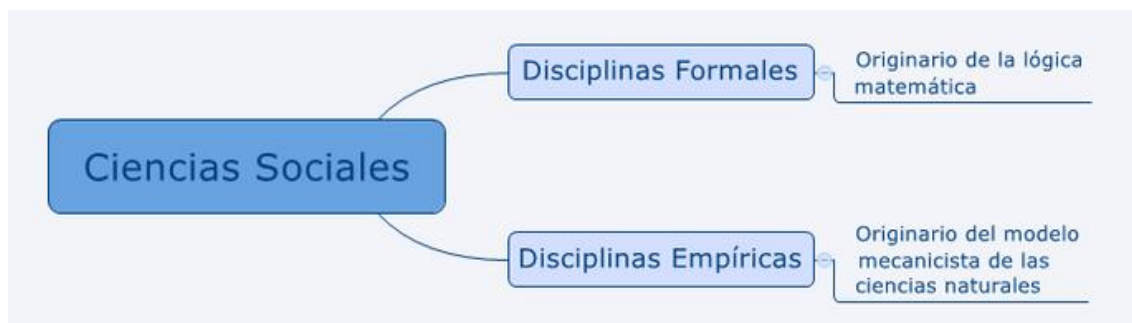 Ciencias Sociales
Disciplinas Formales
Originario de la lógica
matemática
Disciplinas Empíricas
Originario del modelo
mecanicista de las
ciencias naturales